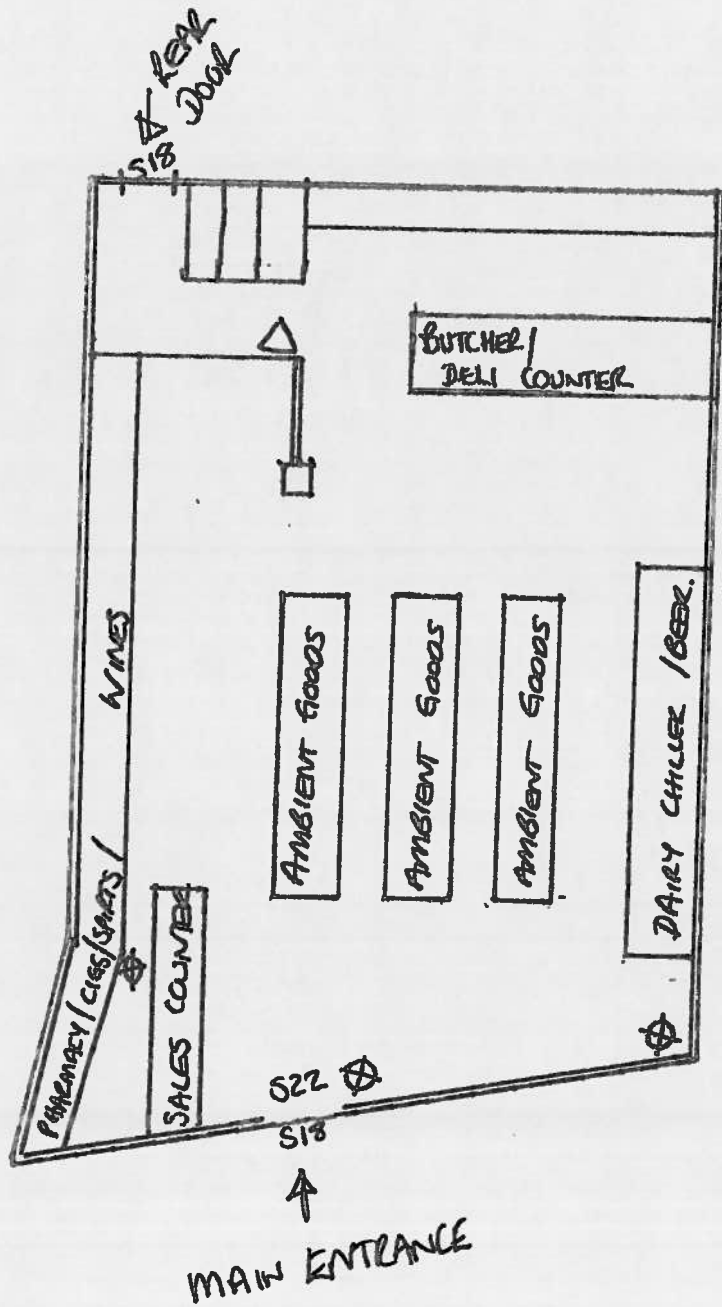 REAR
DOOR
S18
BUTCHER/
DELI COUNTER
WINES
AMBIENT GOODS
AMBIENT GOODS
AMBIENT GOODS
DAIRY CHILLER / BEER.
PHARMACY / CIGS / SPIRTS /
SALES COUNTER
S22
S18
MAIN ENTRANCE